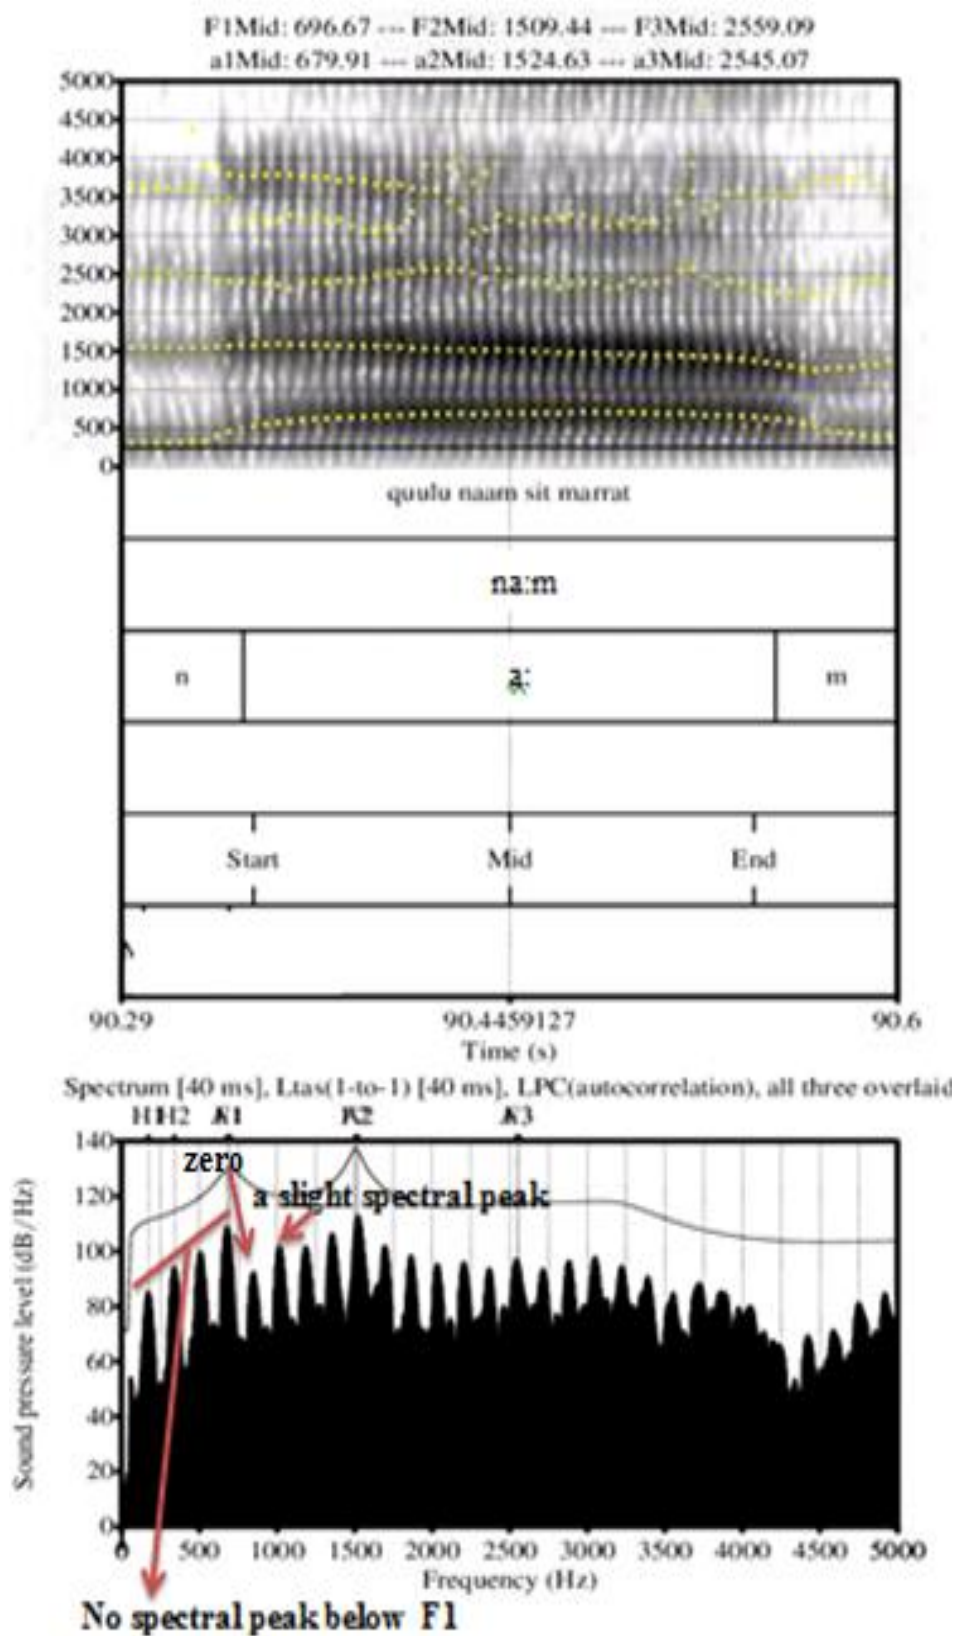 F1Mid: 696.67 --- F2Mid: 1509.44 --- F3Mid: 2559.09
a1Mid: 679.91 --- a2Mid: 1524.63 --- a3Mid: 2545.07
5000
4500
4000
3500
3000
2500
2000
1500
1000
500
0
quulu naam sit marrat
na:m
n a: m
Start Mid End
90.29 90.4459127 90.6
Time (s)
Spectrum [40 ms], Ltas(1-to-1) [40 ms], LPC(autocorrelation), all three overlaid
H1 H2
140
zero
120
a slight spectral peak
100
80
60
40
20
0
Sound pressure level (dB/Hz)
0 500 1000 1500 2000 2500 3000 3500 4000 4500 5000
Frequency (Hz)
No spectral peak below F1